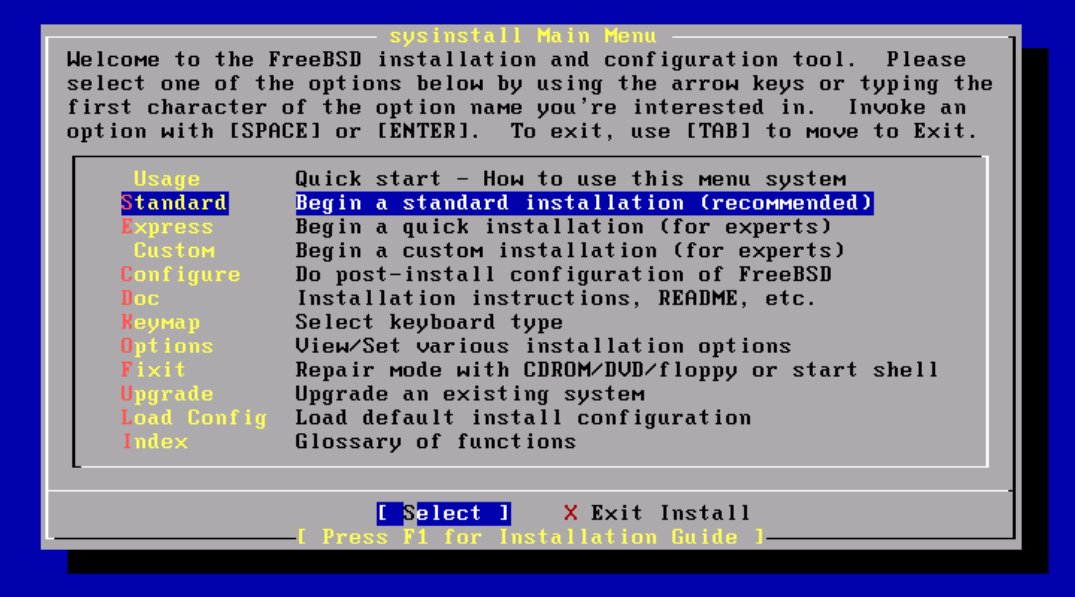 sysinstall Main Menu
Welcome to the FreeBSD installation and configuration tool.  Please
select one of the options below by using the arrow keys or typing the
first character of the option name you're interested in.  Invoke an
option with [SPACE] or [ENTER].  To exit, use [TAB] to move to Exit.
Usage Quick start - How to use this menu system
Standard Begin a standard installation (recommended)
Express Begin a quick installation (for experts)
Custom Begin a custom installation (for experts)
Configure Do post-install configuration of FreeBSD
Doc Installation instructions, README, etc.
Keymap Select keyboard type
Options View/Set various installation options
Fixit Repair mode with CDROM/DVD/floppy or start shell
Upgrade Upgrade an existing system
Load Config Load default install configuration
Index Glossary of functions
[ Select ] X Exit Install
[ Press F1 for Installation Guide ]